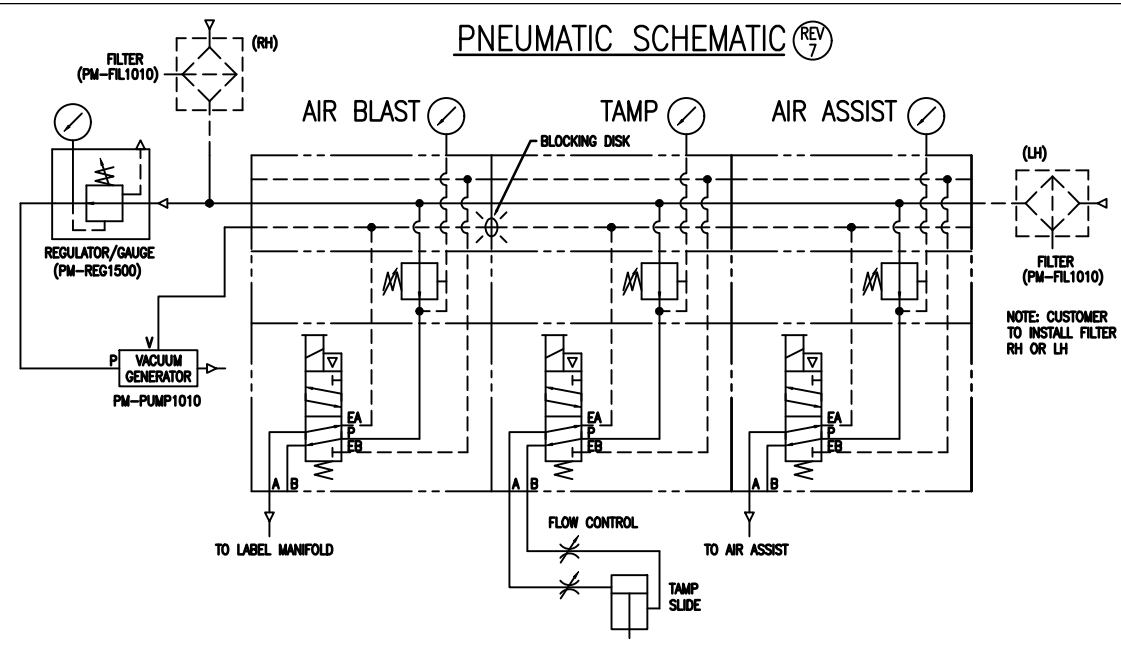 PNEUMATIC SCHEMATIC
REV
7
(RH)
FILTER
(PM-FIL1010)
AIR BLAST
TAMP
AIR ASSIST
BLOCKING DISK
(LH)
REGULATOR/GAUGE
(PM-REG1500)
FILTER
(PM-FIL1010)
NOTE: CUSTOMER
TO INSTALL FILTER
RH OR LH
V
P
VACUUM
GENERATOR
PM-PUMP1010
EA
P
EB
A B
EA
P
EB
A B
EA
P
EB
A B
TO LABEL MANIFOLD
FLOW CONTROL
TO AIR ASSIST
TAMP
SLIDE